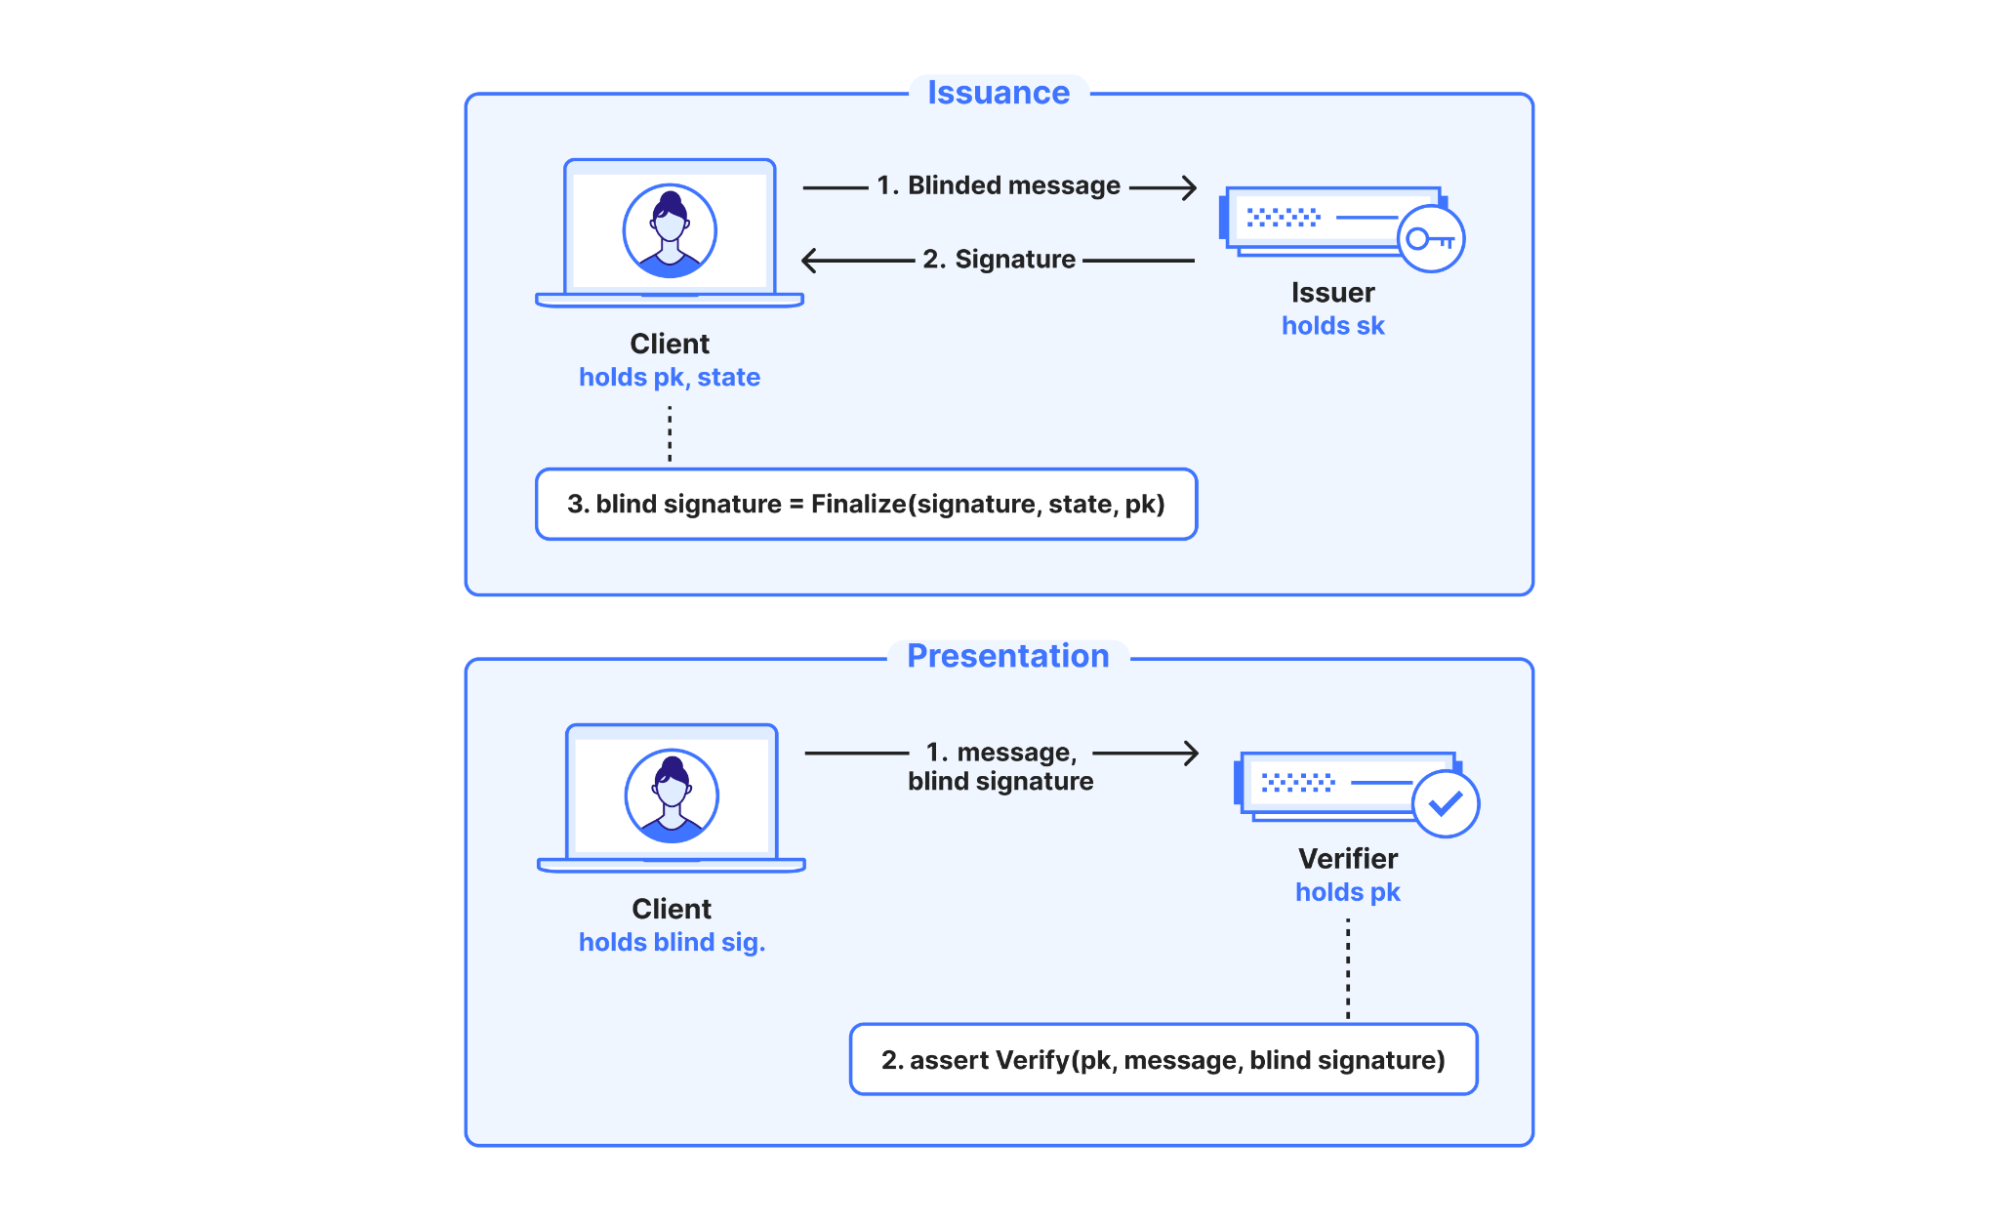 Issuance
1. Blinded message
2. Signature
Issuer
holds sk
Client
holds pk, state
3. blind signature = Finalize(signature, state, pk)
Presentation
1. message,
blind signature
Verifier
holds pk
Client
holds blind sig.
2. assert Verify(pk, message, blind signature)